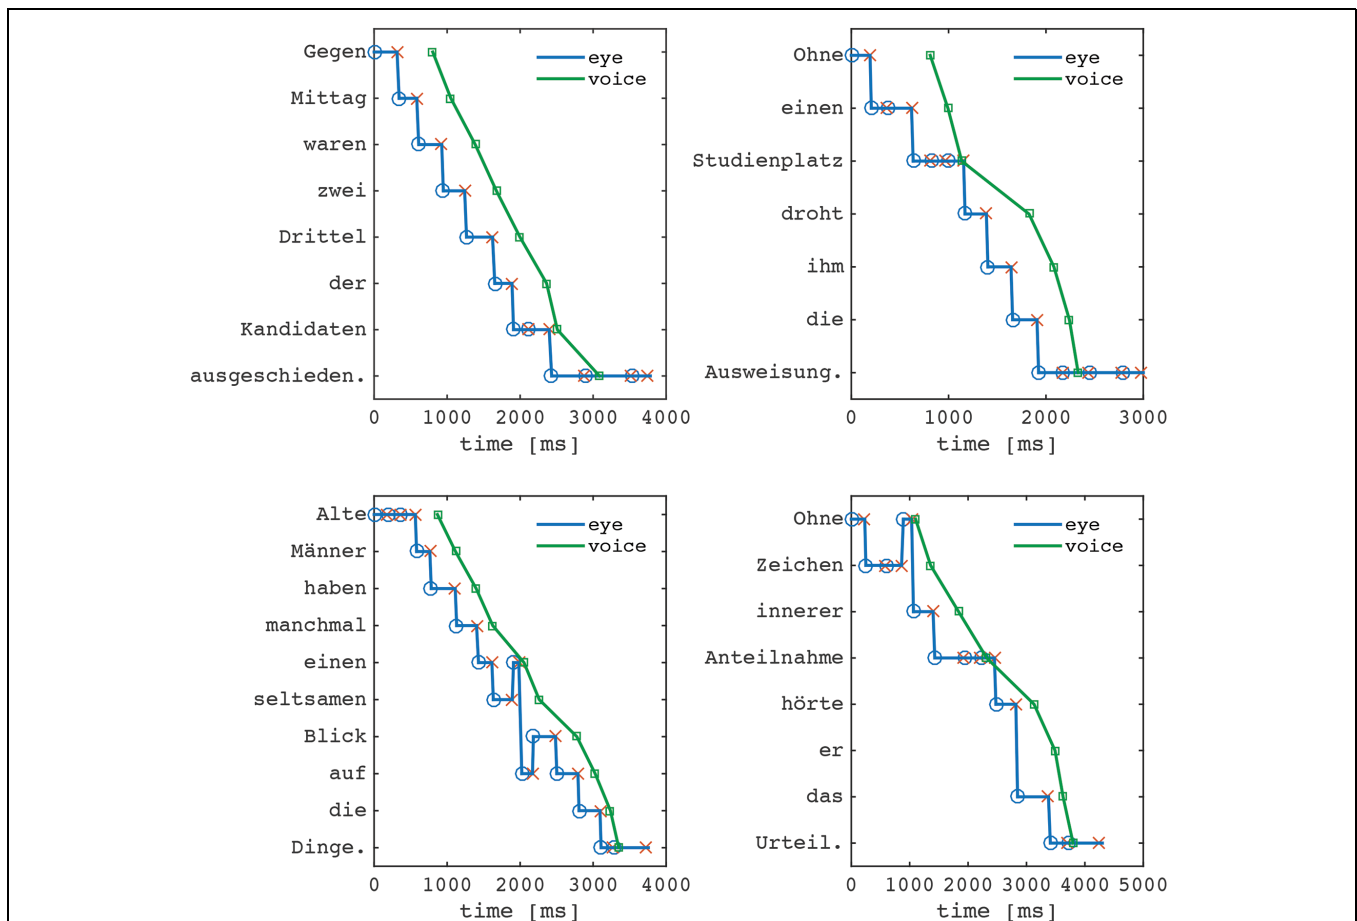 Gegen
Mittag
waren
zwei
Drittel
der
Kandidaten
ausgeschieden.
eye
voice
0 1000 2000 3000 4000
time [ms]
Ohne
einen
Studienplatz
droht
ihm
die
Ausweisung.
eye
voice
0 1000 2000 3000
time [ms]
Alte
Männer
haben
manchmal
einen
seltsamen
Blick
auf
die
Dinge.
eye
voice
0 1000 2000 3000 4000
time [ms]
Ohne
Zeichen
innerer
Anteilnahme
hörte
er
das
Urteil.
eye
voice
0 1000 2000 3000 4000 5000
time [ms]